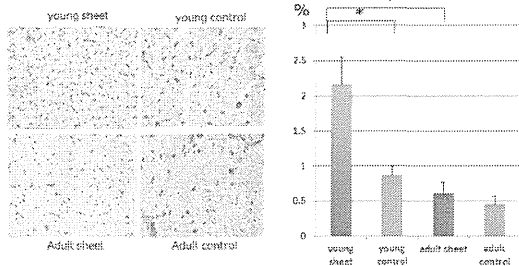 young sheet
young control
Adult sheet
Adult control
%
*
3
2.5
2
1.5
1
0.5
0
young sheet
young control
adult sheet
adult control